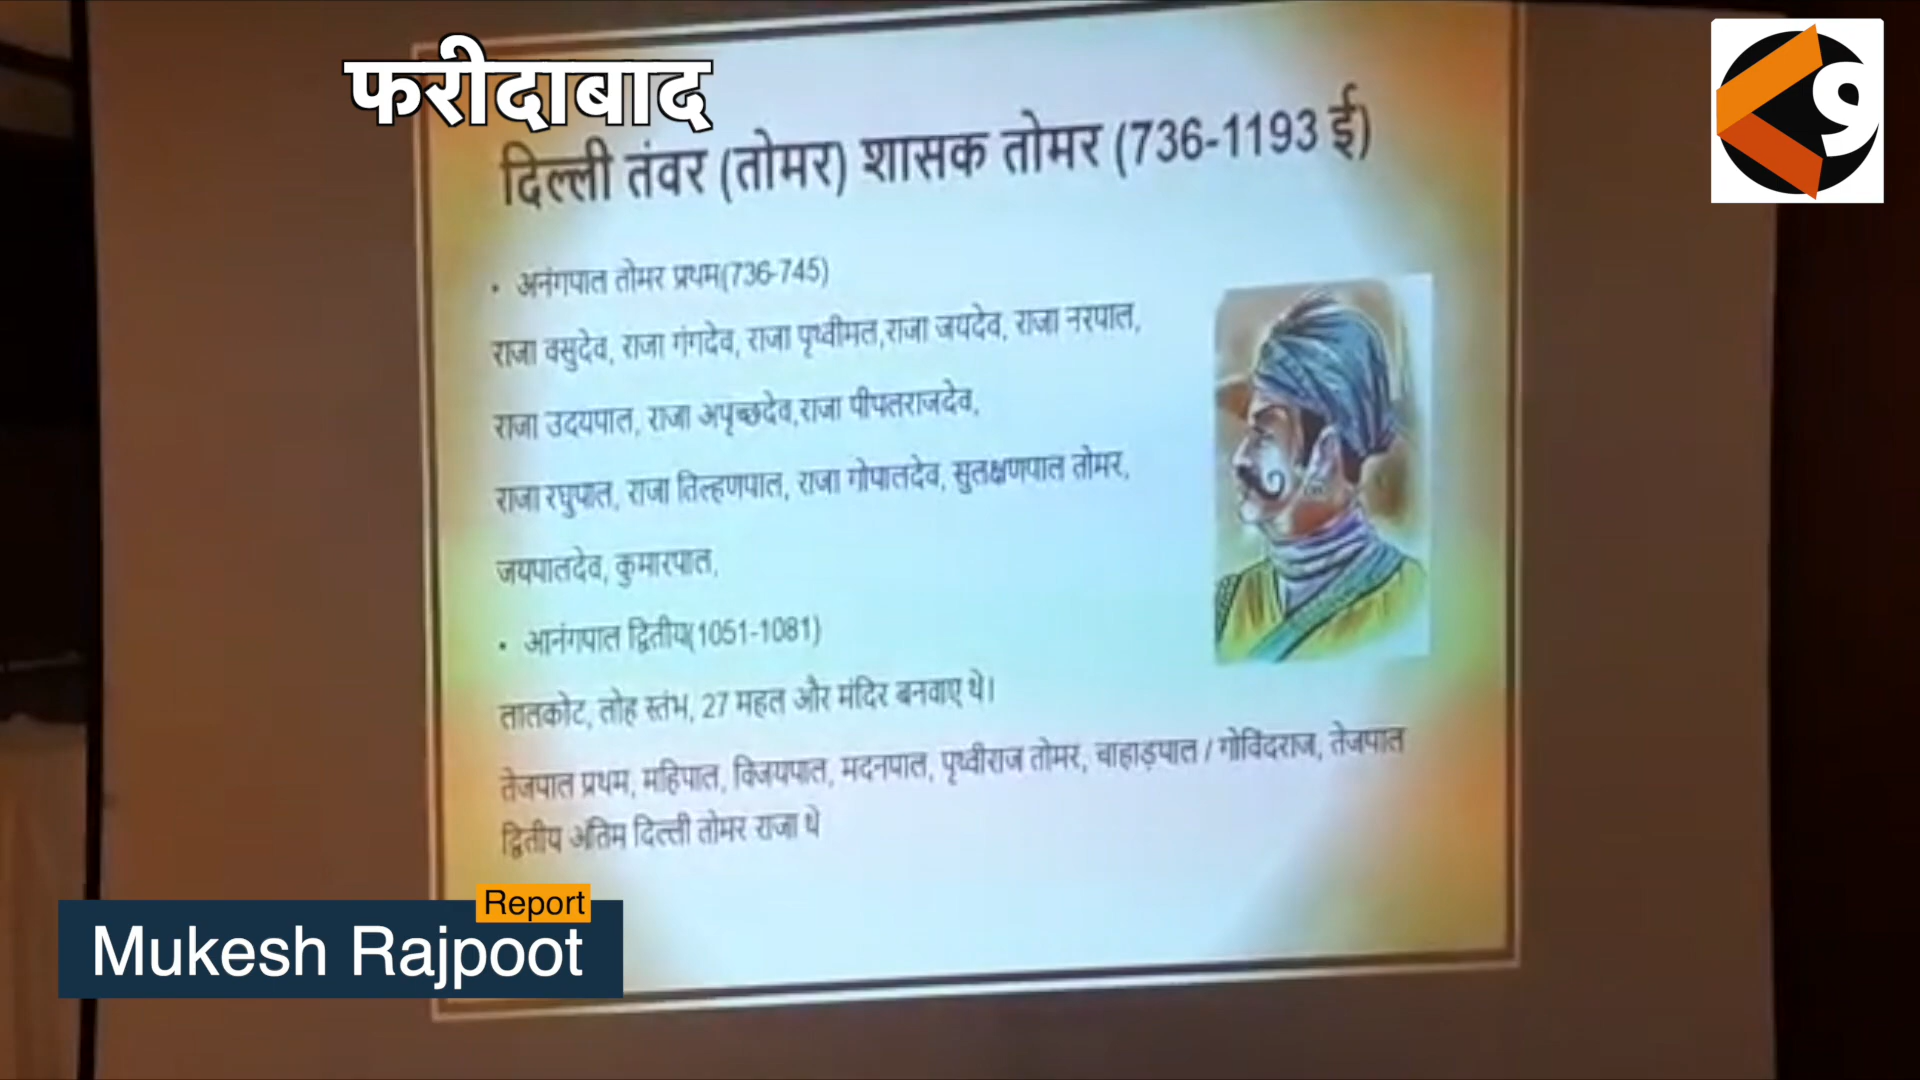 फरीदाबाद
9
दिल्ली तंवर (तोमर) शासक तोमर (736-1193 ई)
• अनंगपाल तोमर प्रथम(736-745)
राजा वसुदेव, राजा गंगदेव, राजा पृथ्वीमल,राजा जयदेव, राजा नरपाल,
राजा उदयपाल, राजा अपृच्छदेव,राजा पीपलराजदेव,
राजा रघुपाल, राजा तिल्हणपाल, राजा गोपालदेव, सुलक्षणपाल तोमर,
जयपालदेव, कुमारपाल,
• आनंगपाल द्वितीय(1051-1081)
लालकोट, लोह स्तंभ, 27 महल और मंदिर बनवाए थे।
तेजपाल प्रथम, महिपाल, विजयपाल, मदनपाल, पृथ्वीराज तोमर, चाहाड़पाल / गोविंदराज, तेजपाल
द्वितीय अंतिम दिल्ली तोमर राजा थे
Report
Mukesh Rajpoot